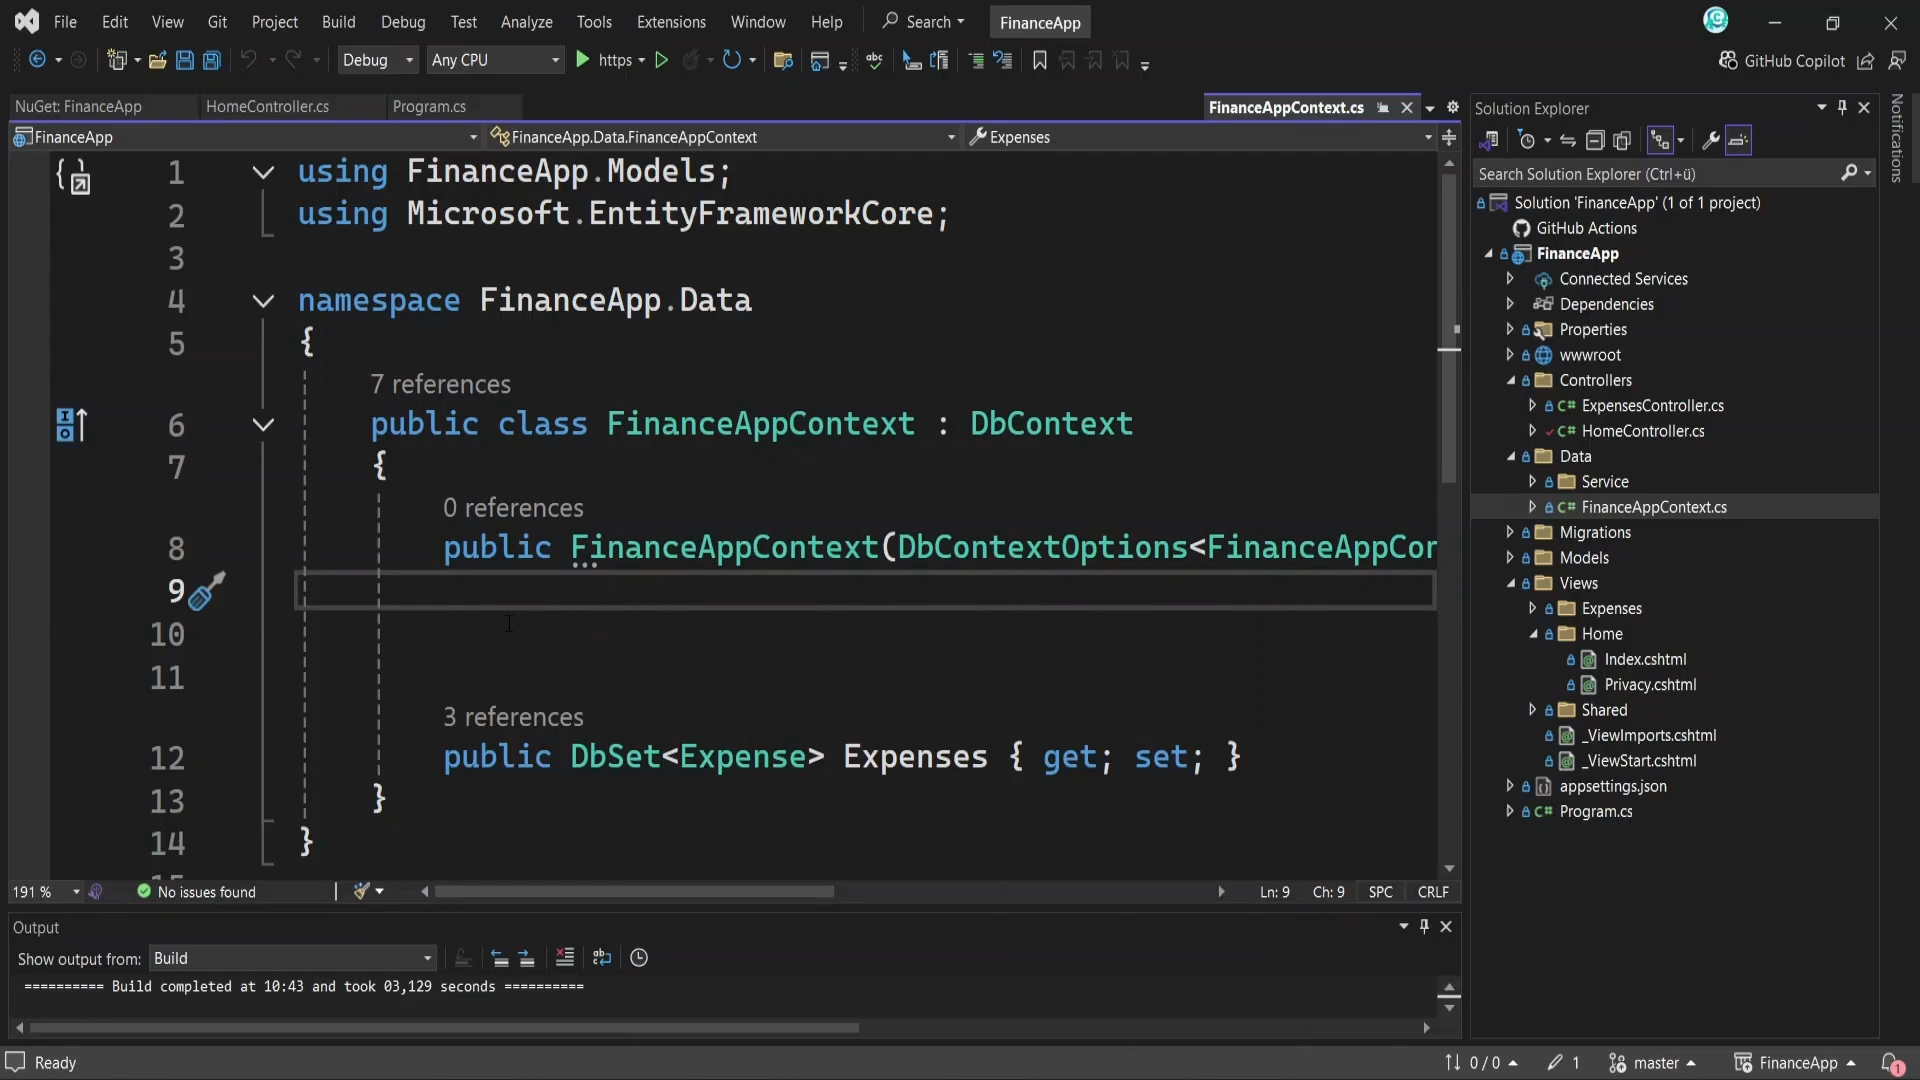 File Edit View Git Project Build Debug Test Analyze Tools Extensions Window Help Search FinanceApp
Debug Any CPU https GitHub Copilot
NuGet: FinanceApp HomeController.cs Program.cs FinanceAppContext.cs
FinanceApp FinanceApp.Data.FinanceAppContext Expenses
1 using FinanceApp.Models;
2 using Microsoft.EntityFrameworkCore;
3
4 namespace FinanceApp.Data
5 {
7 references
6 public class FinanceAppContext : DbContext
7 {
0 references
8 public FinanceAppContext(DbContextOptions<FinanceAppCon
9
10
11
3 references
12 public DbSet<Expense> Expenses { get; set; }
13 }
14 }
191 % No issues found Ln: 9 Ch: 9 SPC CRLF
Output
Show output from: Build
========== Build completed at 10:43 and took 03,129 seconds ==========
Solution Explorer
Search Solution Explorer (Ctrl+ü)
Solution 'FinanceApp' (1 of 1 project)
GitHub Actions
FinanceApp
Connected Services
Dependencies
Properties
wwwroot
Controllers
C# ExpensesController.cs
C# HomeController.cs
Data
Service
C# FinanceAppContext.cs
Migrations
Models
Views
Expenses
Home
Index.cshtml
Privacy.cshtml
Shared
_ViewImports.cshtml
_ViewStart.cshtml
appsettings.json
C# Program.cs
Notifications
Ready 0 / 0 1 master FinanceApp 1